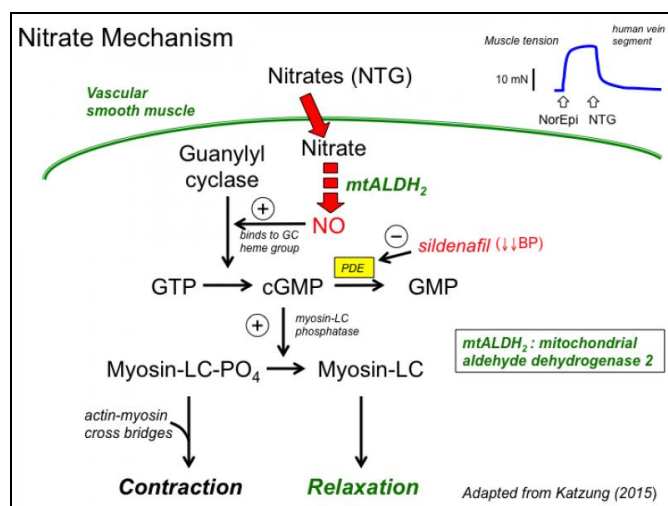 Nitrate Mechanism
Muscle tension
human vein
segment
10 mN
NorEpi
NTG
Nitrates (NTG)
Vascular
smooth muscle
Nitrate
Guanylyl
cyclase
mtALDH₂
+
NO
binds to GC
heme group
−
sildenafil (↓↓BP)
PDE
GTP
cGMP
GMP
+
myosin-LC
phosphatase
mtALDH₂ : mitochondrial
aldehyde dehydrogenase 2
Myosin-LC-PO₄
Myosin-LC
actin-myosin
cross bridges
Contraction
Relaxation
Adapted from Katzung (2015)